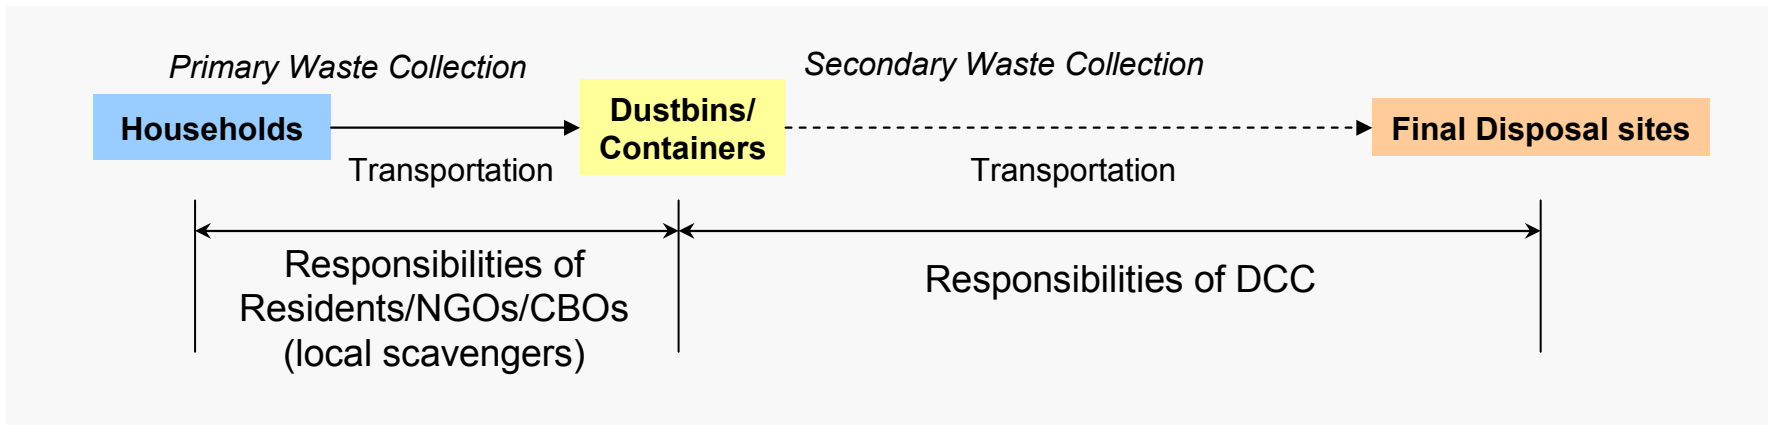 Primary Waste Collection
Secondary Waste Collection
Households
Dustbins/
Containers
Final Disposal sites
Transportation
Transportation
Responsibilities of
Residents/NGOs/CBOs
(local scavengers)
Responsibilities of DCC